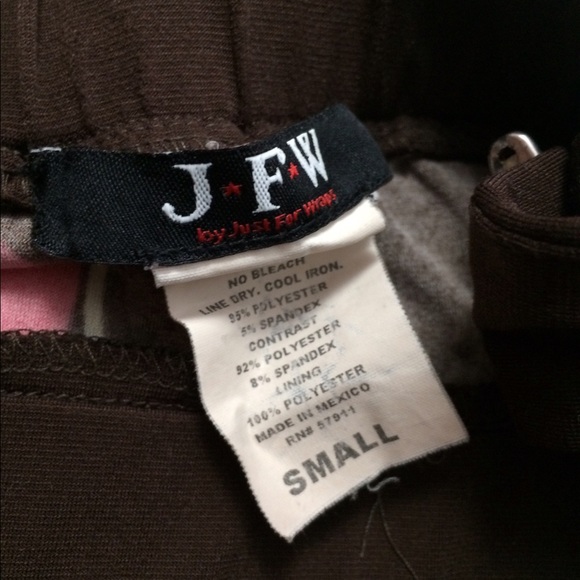 J★F★W
by Just For Wraps
NO BLEACH
LINE DRY. COOL IRON.
95% POLYESTER
5% SPANDEX
CONTRAST
92% POLYESTER
8% SPANDEX
LINING
100% POLYESTER
MADE IN MEXICO
RN# 57911
SMALL